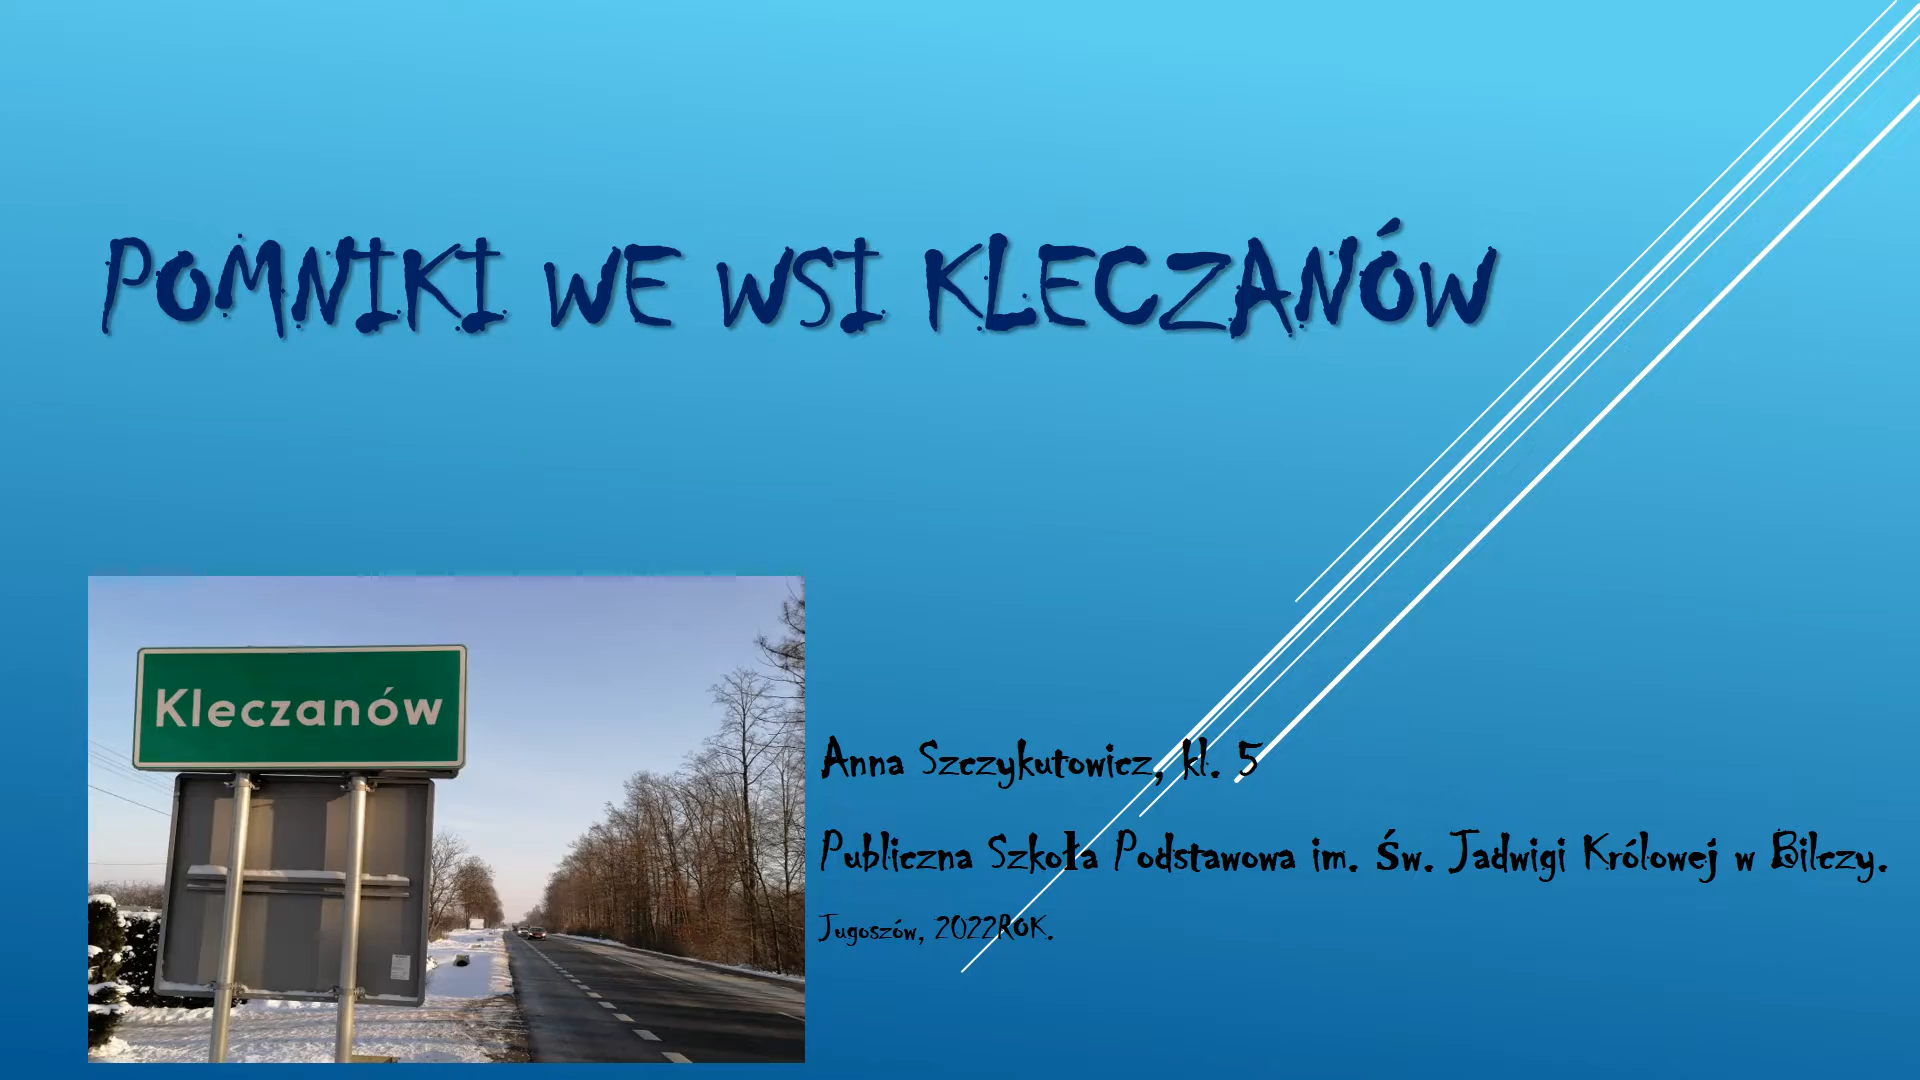 POMNIKI WE WSI KLECZANÓW
Kleczanów
Anna Szczykutowicz, kl. 5
Publiczna Szkoła Podstawowa im. Św. Jadwigi Królowej w Bilczy.
Jugoszów, 2022ROK.